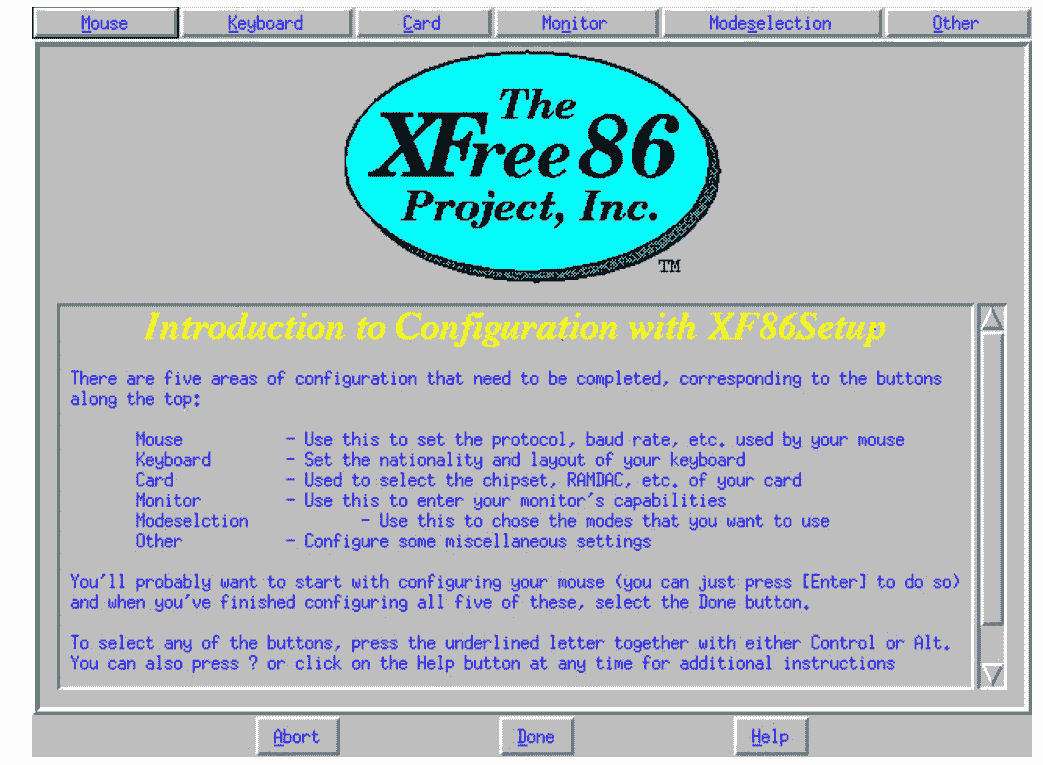 Mouse Keyboard Card Monitor Modeselection Other
The
XFree86
Project, Inc.
TM
Introduction to Configuration with XF86Setup
There are five areas of configuration that need to be completed, corresponding to the buttons
along the top:
Mouse - Use this to set the protocol, baud rate, etc. used by your mouse
Keyboard - Set the nationality and layout of your keyboard
Card - Used to select the chipset, RAMDAC, etc. of your card
Monitor - Use this to enter your monitor's capabilities
Modeselction - Use this to chose the modes that you want to use
Other - Configure some miscellaneous settings
You'll probably want to start with configuring your mouse (you can just press [Enter] to do so)
and when you've finished configuring all five of these, select the Done button.
To select any of the buttons, press the underlined letter together with either Control or Alt.
You can also press ? or click on the Help button at any time for additional instructions
Abort Done Help